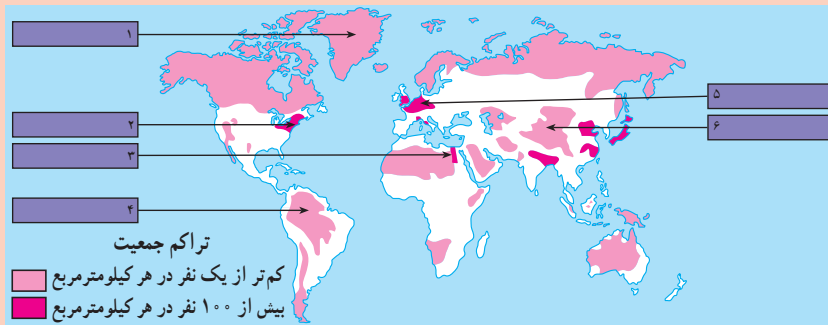 ۱
۲
۳
۴
۵
۶
تراکم جمعیت
کم‌تر از یک نفر در هر کیلومترمربع
بیش از ۱۰۰ نفر در هر کیلومترمربع